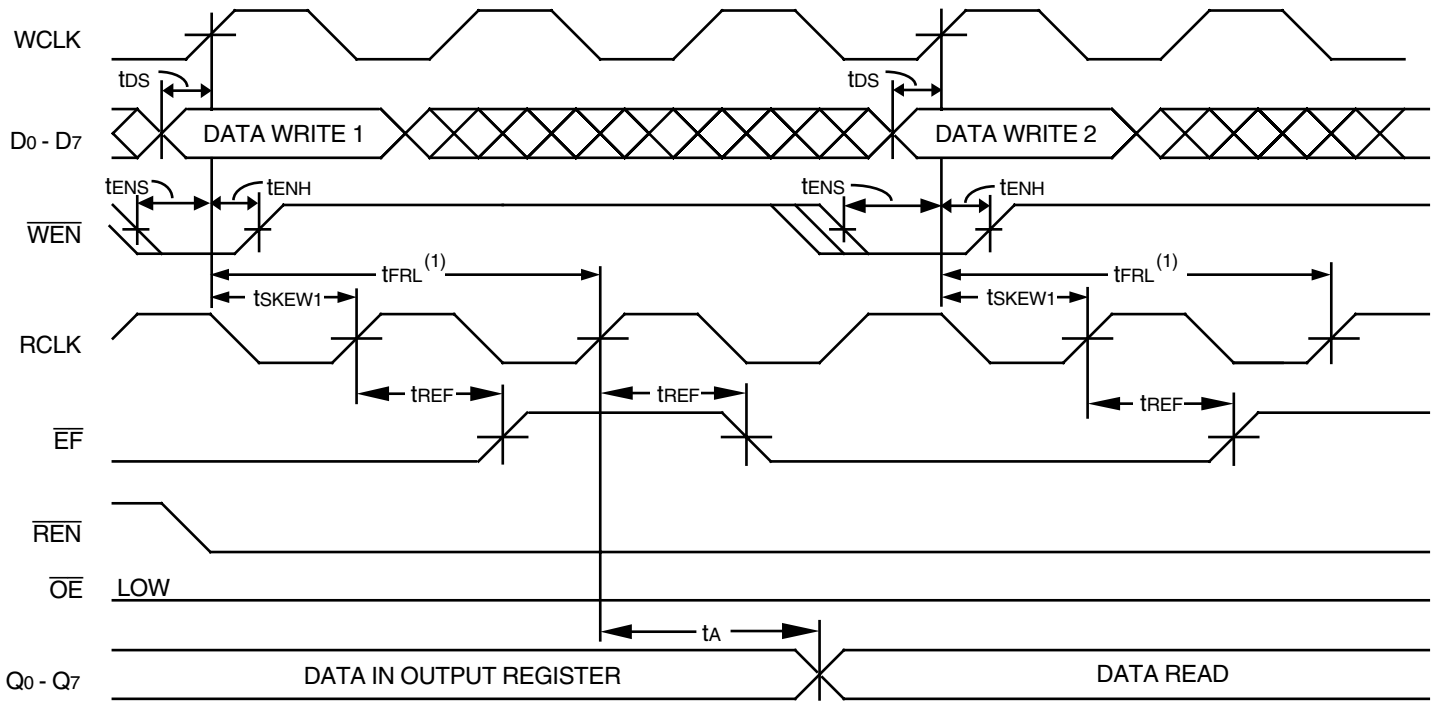 WCLK
tDS
tDS
D0 - D7
DATA WRITE 1
DATA WRITE 2
tENS
tENH
tENS
tENH
WEN
tFRL(1)
tFRL(1)
tSKEW1
tSKEW1
RCLK
tREF
tREF
tREF
EF
REN
OE
LOW
tA
Q0 - Q7
DATA IN OUTPUT REGISTER
DATA READ